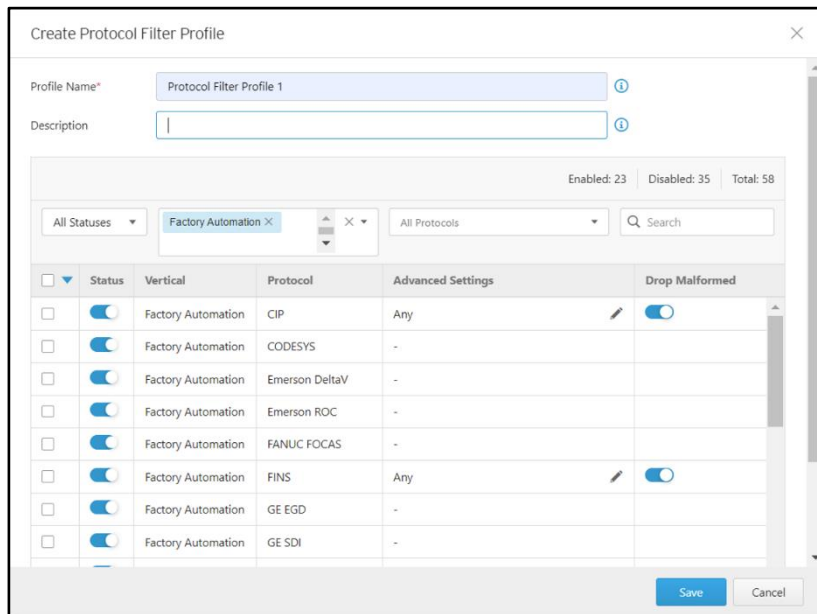 Create Protocol Filter Profile
Profile Name*
Protocol Filter Profile 1
Description
Enabled: 23 Disabled: 35 Total: 58
All Statuses Factory Automation All Protocols Search
Status Vertical Protocol Advanced Settings Drop Malformed
Factory Automation CIP Any
Factory Automation CODESYS -
Factory Automation Emerson DeltaV -
Factory Automation Emerson ROC -
Factory Automation FANUC FOCAS -
Factory Automation FINS Any
Factory Automation GE EGD -
Factory Automation GE SDI -
Save Cancel